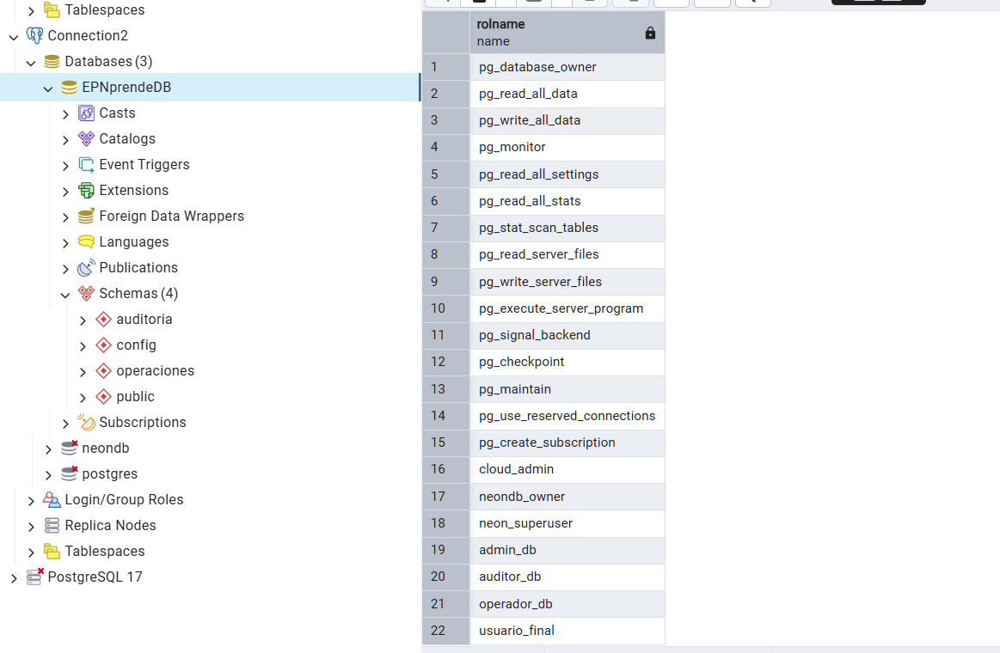 Tablespaces
Connection2
Databases (3)
EPNprendeDB
Casts
Catalogs
Event Triggers
Extensions
Foreign Data Wrappers
Languages
Publications
Schemas (4)
auditoria
config
operaciones
public
Subscriptions
neondb
postgres
Login/Group Roles
Replica Nodes
Tablespaces
PostgreSQL 17
rolname
name
1 pg_database_owner
2 pg_read_all_data
3 pg_write_all_data
4 pg_monitor
5 pg_read_all_settings
6 pg_read_all_stats
7 pg_stat_scan_tables
8 pg_read_server_files
9 pg_write_server_files
10 pg_execute_server_program
11 pg_signal_backend
12 pg_checkpoint
13 pg_maintain
14 pg_use_reserved_connections
15 pg_create_subscription
16 cloud_admin
17 neondb_owner
18 neon_superuser
19 admin_db
20 auditor_db
21 operador_db
22 usuario_final